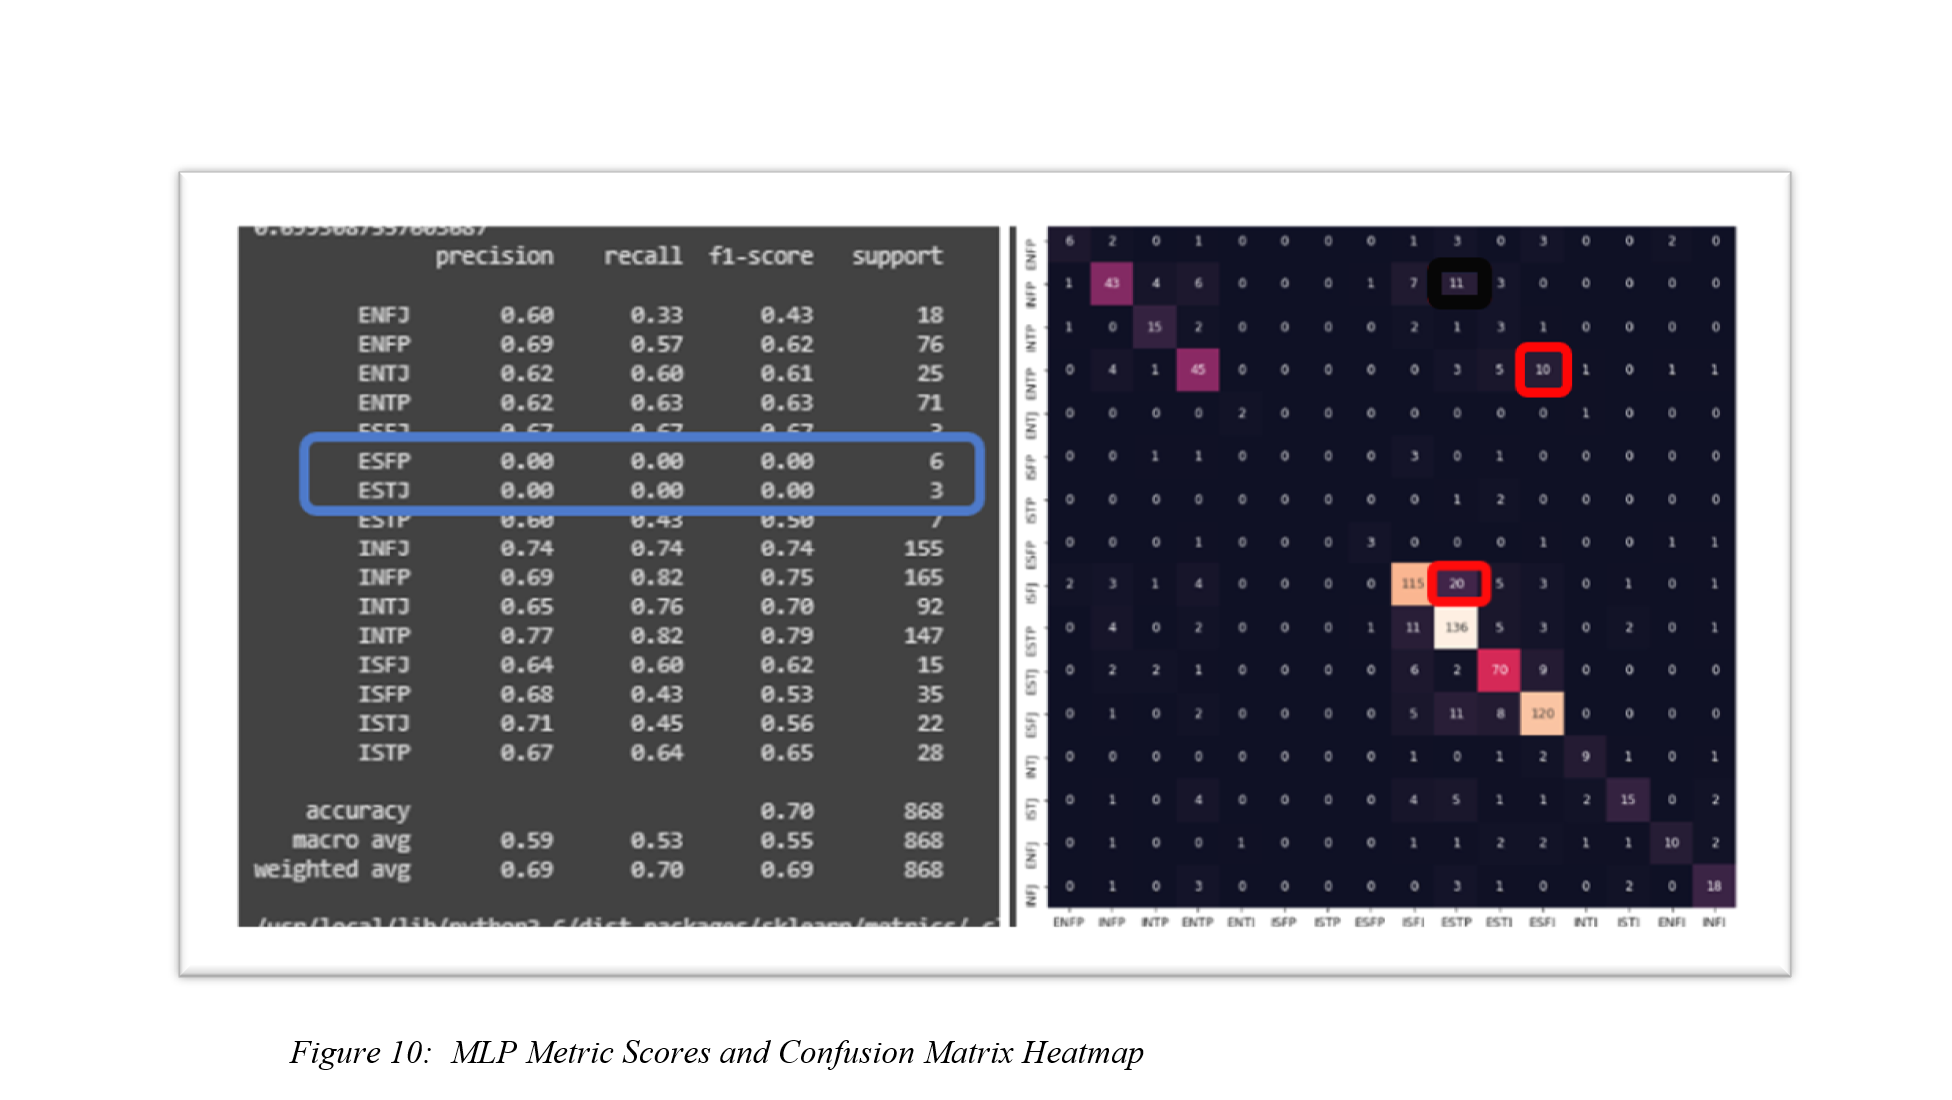 0.6993087557603687
precision recall f1-score support
ENFJ 0.60 0.33 0.43 18
ENFP 0.69 0.57 0.62 76
ENTJ 0.62 0.60 0.61 25
ENTP 0.62 0.63 0.63 71
ESFJ 0.67 0.67 0.67 3
ESFP 0.00 0.00 0.00 6
ESTJ 0.00 0.00 0.00 3
ESTP 0.60 0.43 0.50 7
INFJ 0.74 0.74 0.74 155
INFP 0.69 0.82 0.75 165
INTJ 0.65 0.76 0.70 92
INTP 0.77 0.82 0.79 147
ISFJ 0.64 0.60 0.62 15
ISFP 0.68 0.43 0.53 35
ISTJ 0.71 0.45 0.56 22
ISTP 0.67 0.64 0.65 28
accuracy 0.70 868
macro avg 0.59 0.53 0.55 868
weighted avg 0.69 0.70 0.69 868
/usr/local/lib/python3.6/dist-packages/sklearn/metrics/_cl
ENFP 6 2 0 1 0 0 0 0 1 3 0 3 0 0 2 0
INFP 1 43 4 6 0 0 0 1 7 11 3 0 0 0 0 0
INTP 1 0 15 2 0 0 0 0 2 1 3 1 0 0 0 0
ENTP 0 4 1 45 0 0 0 0 0 3 5 10 1 0 1 1
ENTJ 0 0 0 0 2 0 0 0 0 0 0 0 1 0 0 0
ISFP 0 0 1 1 0 0 0 0 3 0 1 0 0 0 0 0
ISTP 0 0 0 0 0 0 0 0 0 1 2 0 0 0 0 0
ESFP 0 0 0 1 0 0 0 3 0 0 0 1 0 0 1 1
ISFJ 2 3 1 4 0 0 0 0 115 20 5 3 0 1 0 1
ESTP 0 4 0 2 0 0 0 1 11 136 5 3 0 2 0 1
ESTJ 0 2 2 1 0 0 0 0 6 2 70 9 0 0 0 0
ESFJ 0 1 0 2 0 0 0 0 5 11 8 120 0 0 0 0
INTJ 0 0 0 0 0 0 0 0 1 0 1 2 9 1 0 1
ISTJ 0 1 0 4 0 0 0 0 4 5 1 1 2 15 0 2
ENFJ 0 1 0 0 1 0 0 0 1 1 2 2 1 1 10 2
INFJ 0 1 0 3 0 0 0 0 0 3 1 0 0 2 0 18
ENFP INFP INTP ENTP ENTJ ISFP ISTP ESFP ISFJ ESTP ESTJ ESFJ INTJ ISTJ ENFJ INFJ
Figure 10: MLP Metric Scores and Confusion Matrix Heatmap